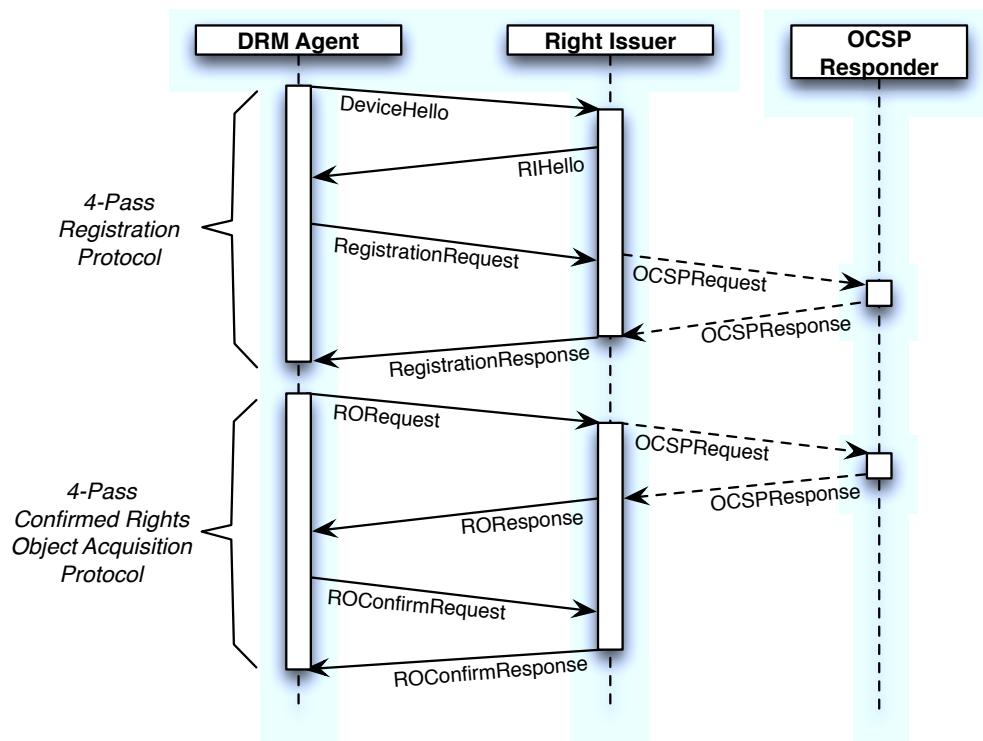 DRM Agent
Right Issuer
OCSP
Responder
DeviceHello
RIHello
4-Pass
Registration
Protocol
RegistrationRequest
OCSPRequest
OCSPResponse
RegistrationResponse
RORequest
OCSPRequest
OCSPResponse
ROResponse
4-Pass
Confirmed Rights
Object Acquisition
Protocol
ROConfirmRequest
ROConfirmResponse